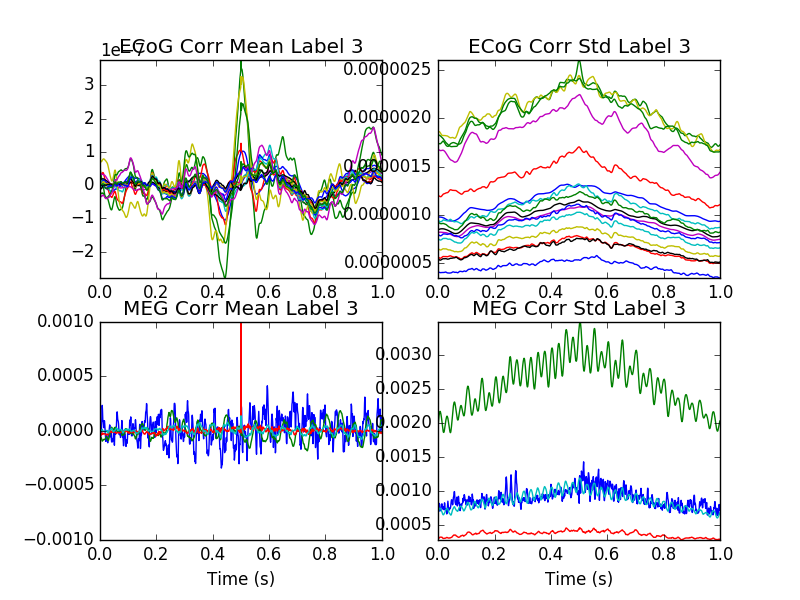 ECoG Corr Mean Label 3
1e−7
3
2
1
0
−1
−2
0.0 0.2 0.4 0.6 0.8 1.0
ECoG Corr Std Label 3
0.0000025
0.0000020
0.0000015
0.0000010
0.0000005
0.0 0.2 0.4 0.6 0.8 1.0
MEG Corr Mean Label 3
0.0010
0.0005
0.0000
−0.0005
−0.0010
0.0 0.2 0.4 0.6 0.8 1.0
Time (s)
MEG Corr Std Label 3
0.0030
0.0025
0.0020
0.0015
0.0010
0.0005
0.0 0.2 0.4 0.6 0.8 1.0
Time (s)